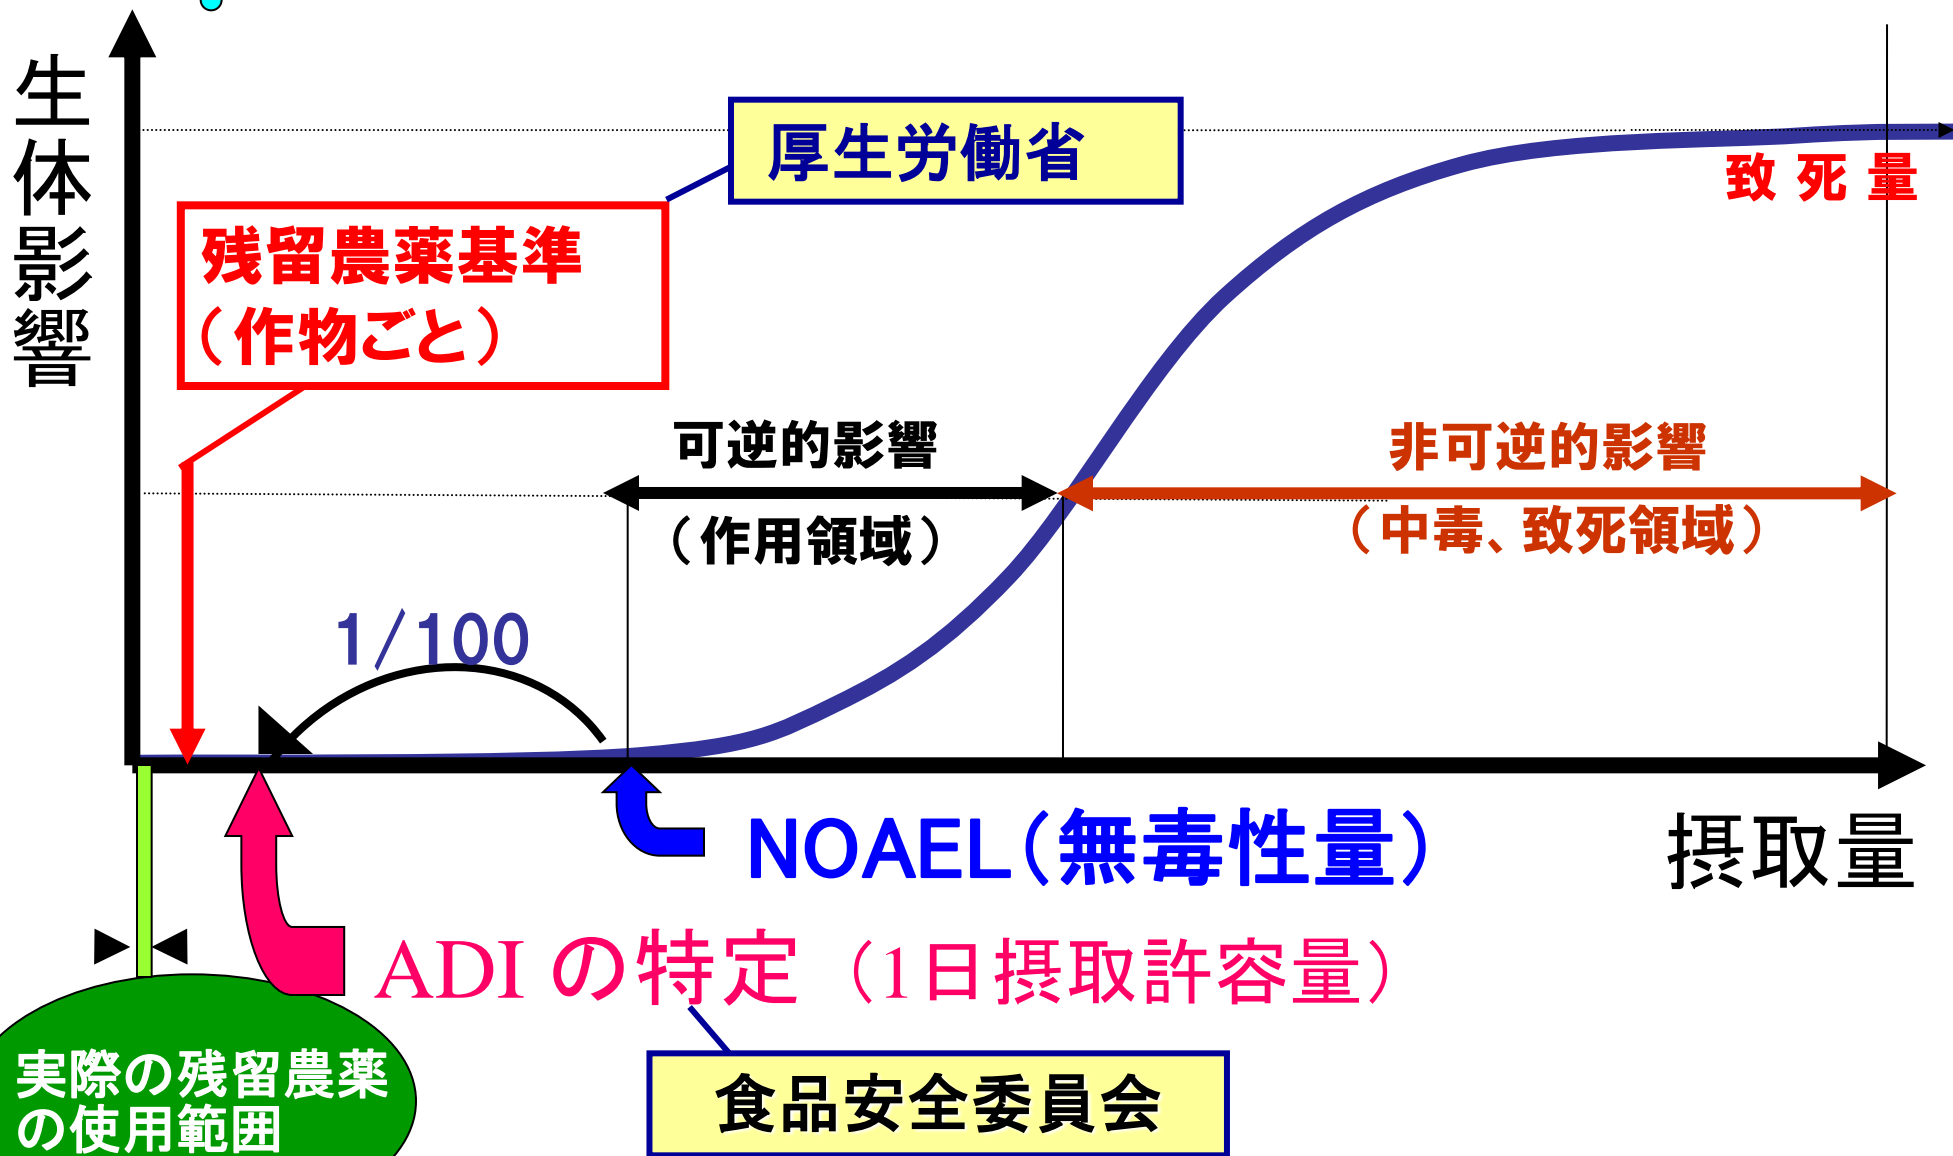 生体影響
厚生労働省
致死量
残留農薬基準
（作物ごと）
可逆的影響
（作用領域）
非可逆的影響
（中毒、致死領域）
1/100
NOAEL（無毒性量）
摂取量
ADI の特定（1日摂取許容量）
食品安全委員会
実際の残留農薬
の使用範囲